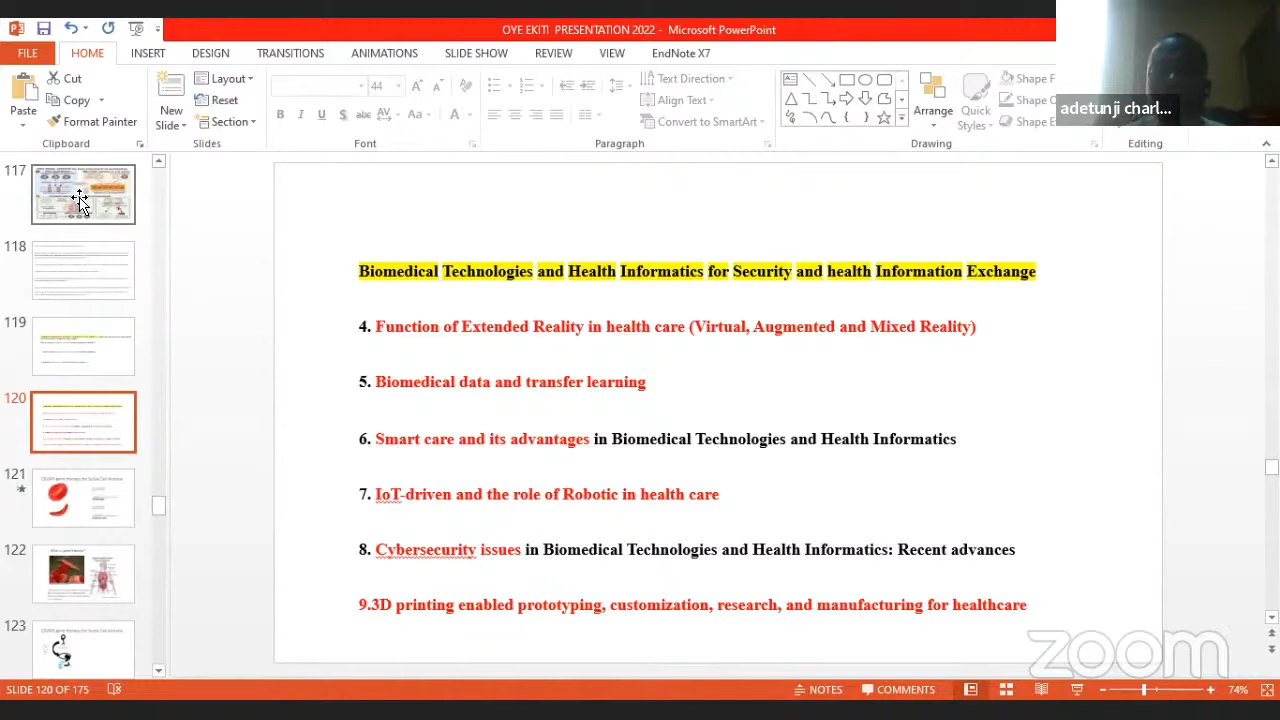 OYE EKITI PRESENTATION 2022 - Microsoft PowerPoint
FILE
HOME
INSERT
DESIGN
TRANSITIONS
ANIMATIONS
SLIDE SHOW
REVIEW
VIEW
EndNote X7
Paste
Cut
Copy
Format Painter
Clipboard
New
Slide
Layout
Reset
Section
Slides
44
Font
Text Direction
Align Text
Convert to SmartArt
Paragraph
Arrange
Quick
Styles
Shape F
Shape O
Shape E
Drawing
Editing
adetunji charl...
117
118
119
120
121
122
123
Biomedical Technologies and Health Informatics for Security and health Information Exchange
4. Function of Extended Reality in health care (Virtual, Augmented and Mixed Reality)
5. Biomedical data and transfer learning
6. Smart care and its advantages in Biomedical Technologies and Health Informatics
7. IoT-driven and the role of Robotic in health care
8. Cybersecurity issues in Biomedical Technologies and Health Informatics: Recent advances
9.3D printing enabled prototyping, customization, research, and manufacturing for healthcare
zoom
SLIDE 120 OF 175
NOTES
COMMENTS
74%